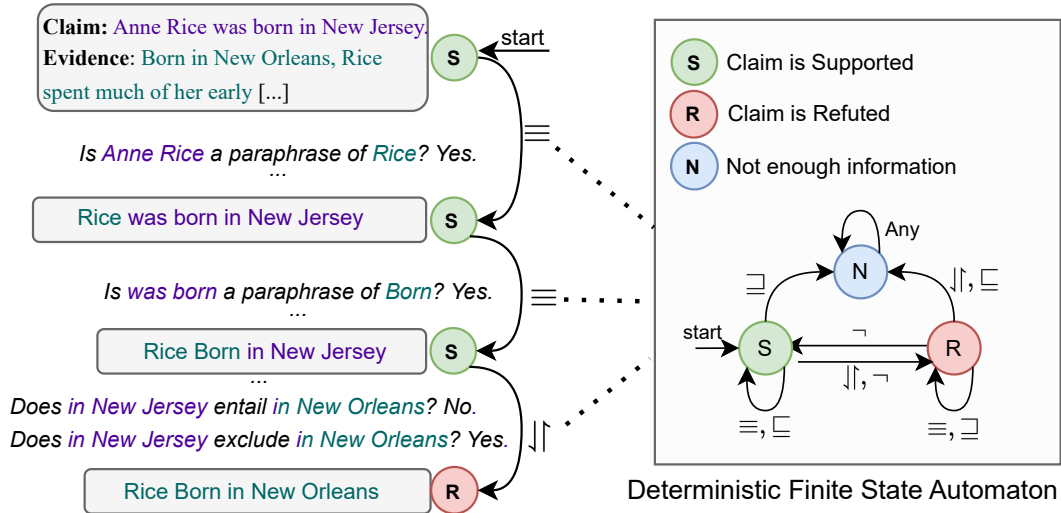 Claim: Anne Rice was born in New Jersey.
Evidence: Born in New Orleans, Rice
spent much of her early [...]
S
start
≡
Is Anne Rice a paraphrase of Rice? Yes.
...
Rice was born in New Jersey
S
Is was born a paraphrase of Born? Yes.
...
≡
Rice Born in New Jersey
S
...
Does in New Jersey entail in New Orleans? No.
Does in New Jersey exclude in New Orleans? Yes.
⇃↾
Rice Born in New Orleans
R
S Claim is Supported
R Claim is Refuted
N Not enough information
Any
N
⊒
⇃↾, ⊑
start
S
¬
R
⇃↾, ¬
≡, ⊑
≡, ⊒
Deterministic Finite State Automaton